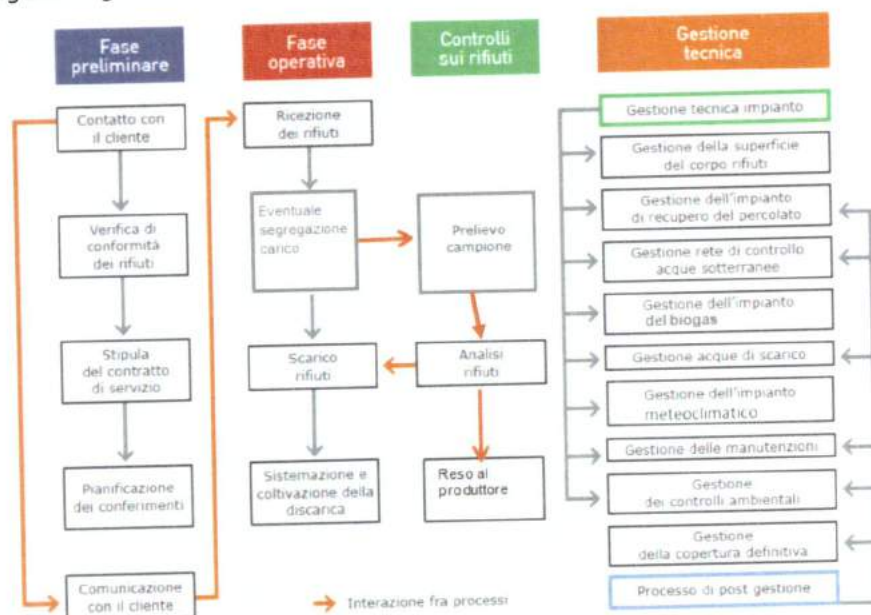 Fase
preliminare
Contatto con
il cliente
Verifica di
conformità
dei rifiuti
Stipula
del contratto
di servizio
Pianificazione
dei conferimenti
Comunicazione
con il cliente
Fase
operativa
Ricezione
dei rifiuti
Eventuale
segregazione
carico
Scarico
rifiuti
Sistemazione e
coltivazione della
discarica
Controlli
sui rifiuti
Prelievo
campione
Analisi
rifiuti
Reso al
produttore
Interazione fra processi
Gestione
tecnica
Gestione tecnica impianto
Gestione della superficie
del corpo rifiuti
Gestione dell'impianto
di recupero del percolato
Gestione rete di controllo
acque sotterranee
Gestione dell'impianto
del biogas
Gestione acque di scarico
Gestione dell'impianto
meteoclimatico
Gestione delle manutenzioni
Gestione
dei controlli ambientali
Gestione
della copertura definitiva
Processo di post gestione